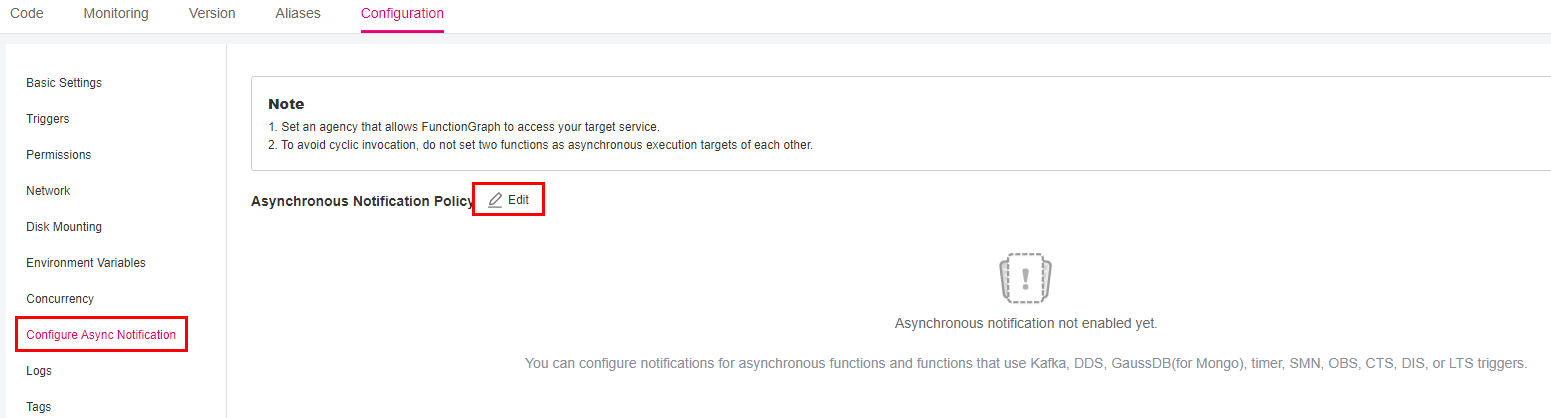 Code Monitoring Version Aliases Configuration
Basic Settings
Triggers
Permissions
Network
Disk Mounting
Environment Variables
Concurrency
Configure Async Notification
Logs
Tags
Note
1. Set an agency that allows FunctionGraph to access your target service.
2. To avoid cyclic invocation, do not set two functions as asynchronous execution targets of each other.
Asynchronous Notification Policy Edit
Asynchronous notification not enabled yet.
You can configure notifications for asynchronous functions and functions that use Kafka, DDS, GaussDB(for Mongo), timer, SMN, OBS, CTS, DIS, or LTS triggers.